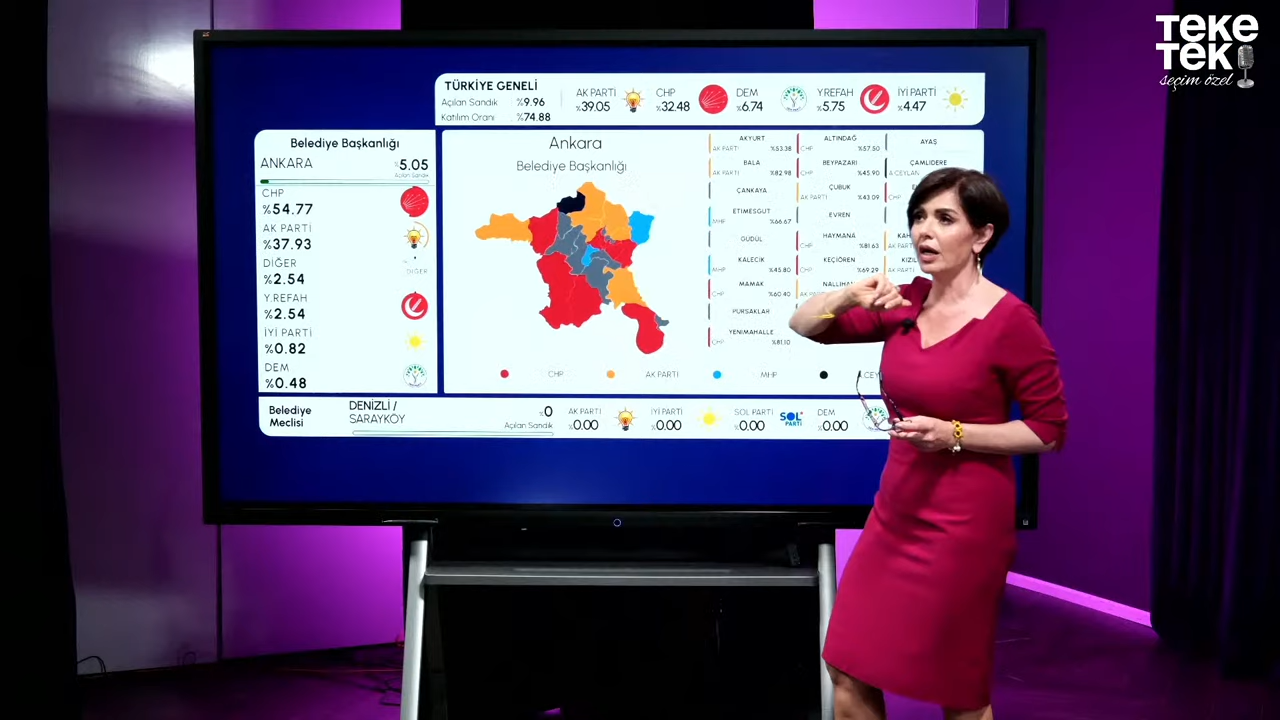 TEKE
TEK
seçim özel
TÜRKİYE GENELİ
Açılan Sandık %9.96
Katılım Oranı %74.88
AK PARTİ
%39.05
CHP
%32.48
DEM
%6.74
Y.REFAH
%5.75
İYİ PARTİ
%4.47
Belediye Başkanlığı
ANKARA %5.05
Açılan Sandık
CHP
%54.77
AK PARTİ
%37.93
DİĞER
%2.54
DİĞER
Y.REFAH
%2.54
İYİ PARTİ
%0.82
DEM
%0.48
Ankara
Belediye Başkanlığı
AKYURT
AK PARTİ %53.38
BALA
AK PARTİ %82.98
ÇANKAYA
ETİMESGUT
MHP %66.67
GÜDÜL
KALECİK
MHP %45.80
MAMAK
CHP %60.40
PURSAKLAR
YENİMAHALLE
CHP %81.10
ALTINDAĞ
CHP %57.50
BEYPAZARI
CHP %45.90
ÇUBUK
AK PARTİ %43.09
EVREN
HAYMANA
CHP %81.63
KEÇİÖREN
CHP %69.29
NALLIHAN
AYAŞ
ÇAMLIDERE
A.CEYLAN
CHP
AK PARTİ
AK PARTİ
CHP
AK PARTİ
MHP
Belediye
Meclisi
DENİZLİ /
SARAYKÖY
%0
Açılan Sandık
AK PARTİ
%0.00
İYİ PARTİ
%0.00
SOL PARTİ
%0.00
SOL
PARTİ
DEM
%0.00